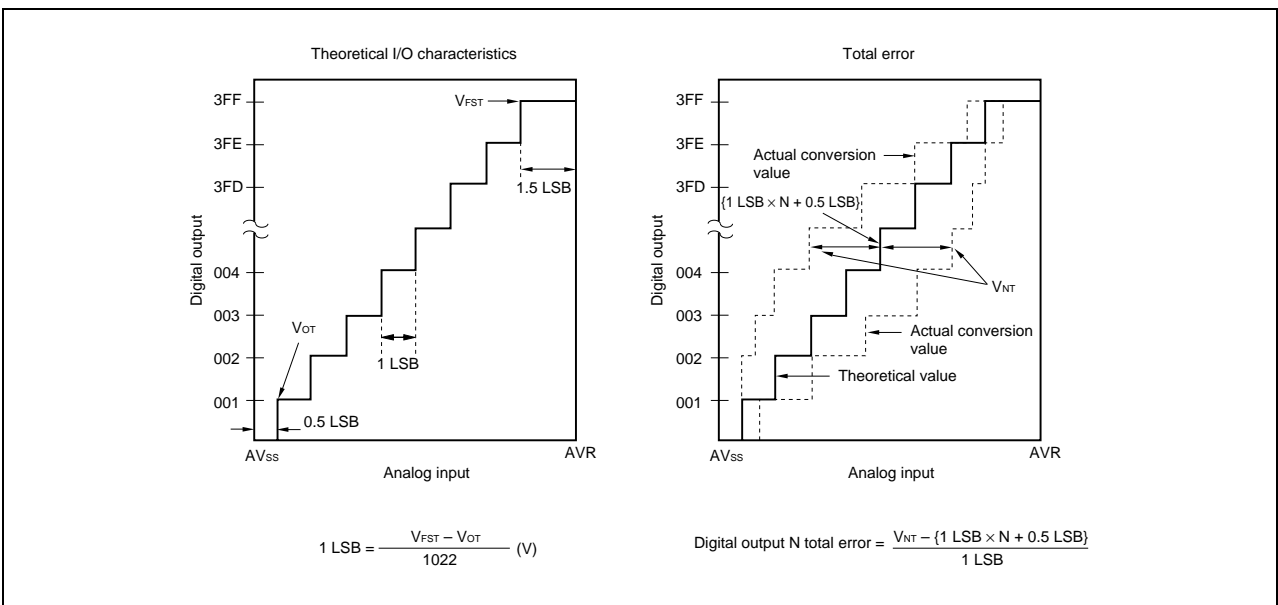 Theoretical I/O characteristics
3FF
3FE
3FD
004
003
002
001
Digital output
VFST
1.5 LSB
VOT
1 LSB
0.5 LSB
AVSS
AVR
Analog input
1 LSB = VFST – VOT / 1022 (V)
Total error
3FF
3FE
3FD
004
003
002
001
Digital output
Actual conversion
value
{1 LSB × N + 0.5 LSB}
VNT
Actual conversion
value
Theoretical value
AVSS
AVR
Analog input
Digital output N total error = VNT – {1 LSB × N + 0.5 LSB} / 1 LSB